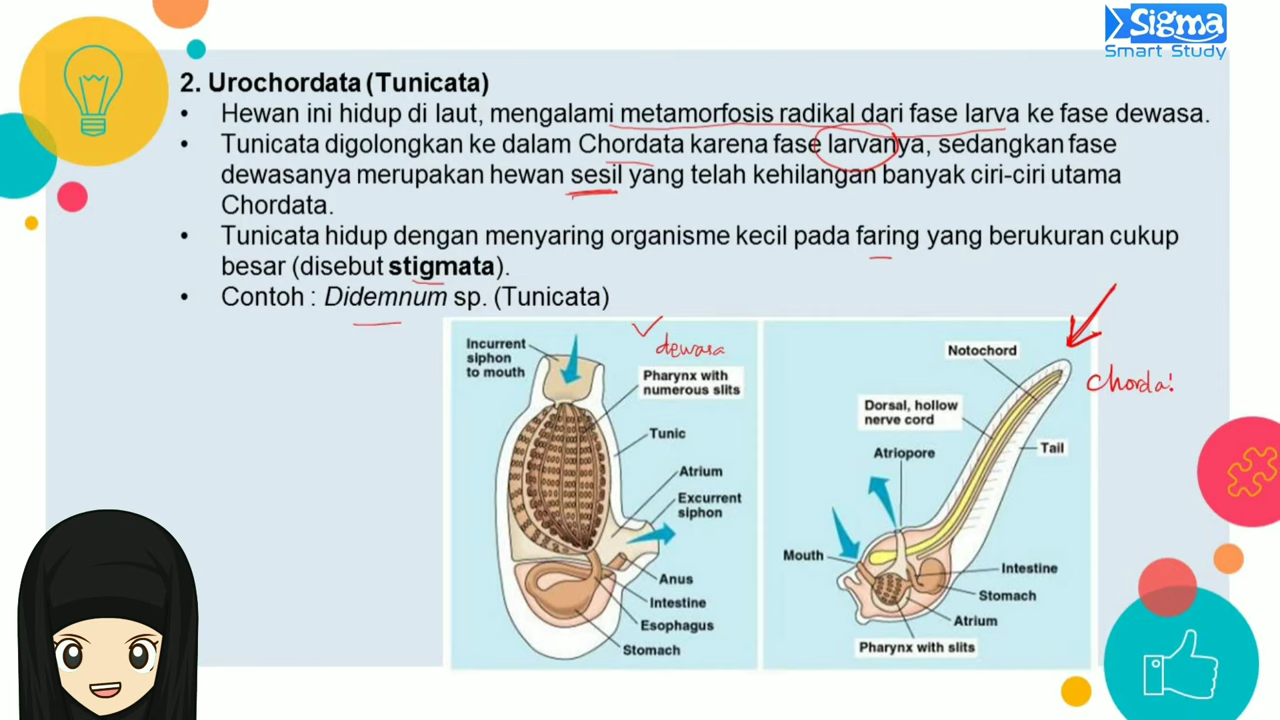 Sigma
Smart Study
2. Urochordata (Tunicata)
• Hewan ini hidup di laut, mengalami metamorfosis radikal dari fase larva ke fase dewasa.
• Tunicata digolongkan ke dalam Chordata karena fase larvanya, sedangkan fase
dewasanya merupakan hewan sesil yang telah kehilangan banyak ciri-ciri utama
Chordata.
• Tunicata hidup dengan menyaring organisme kecil pada faring yang berukuran cukup
besar (disebut stigmata).
• Contoh : Didemnum sp. (Tunicata)
Incurrent
siphon
to mouth
dewasa
Pharynx with
numerous slits
Tunic
Atrium
Excurrent
siphon
Anus
Intestine
Esophagus
Stomach
Notochord
chorda!
Dorsal, hollow
nerve cord
Tail
Atriopore
Mouth
Intestine
Stomach
Atrium
Pharynx with slits